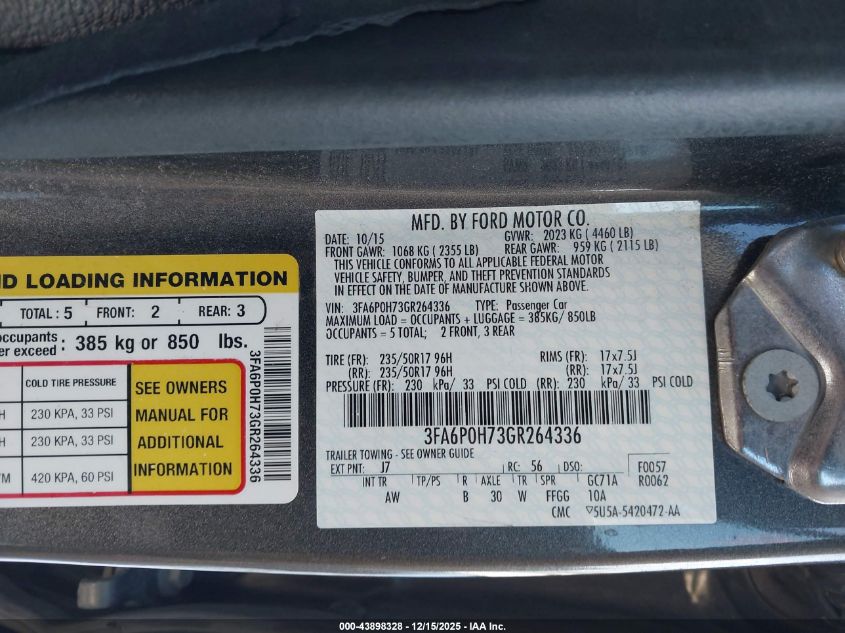 MFD. BY FORD MOTOR CO.
DATE: 10/15 GVWR: 2023 KG ( 4460 LB)
FRONT GAWR: 1068 KG ( 2355 LB) REAR GAWR: 959 KG ( 2115 LB)
THIS VEHICLE CONFORMS TO ALL APPLICABLE FEDERAL MOTOR
VEHICLE SAFETY, BUMPER, AND THEFT PREVENTION STANDARDS
IN EFFECT ON THE DATE OF MANUFACTURE SHOWN ABOVE.
VIN: 3FA6P0H73GR264336 TYPE: Passenger Car
MAXIMUM LOAD = OCCUPANTS + LUGGAGE = 385KG/ 850LB
OCCUPANTS = 5 TOTAL; 2 FRONT, 3 REAR
TIRE (FR): 235/50R17 96H RIMS (FR): 17x7.5J
(RR): 235/50R17 96H (RR): 17x7.5J
PRESSURE (FR): 230 kPa/ 33 PSI COLD (RR): 230 kPa/ 33 PSI COLD
3FA6P0H73GR264336
TRAILER TOWING - SEE OWNER GUIDE
EXT PNT: J7 RC: 56 DSO: F0057
INT TR TP/PS R AXLE TR SPR GC71A R0062
AW B 30 W FFGG 10A
CMC ▽5U5A-5420472-AA
ND LOADING INFORMATION
TOTAL : 5 FRONT: 2 REAR: 3
occupants
er exceed : 385 kg or 850 lbs.
COLD TIRE PRESSURE
H 230 KPA, 33 PSI
H 230 KPA, 33 PSI
M 420 KPA, 60 PSI
SEE OWNERS
MANUAL FOR
ADDITIONAL
INFORMATION
3FA6P0H73GR264336
000-43898328 - 12/15/2025 - IAA Inc.